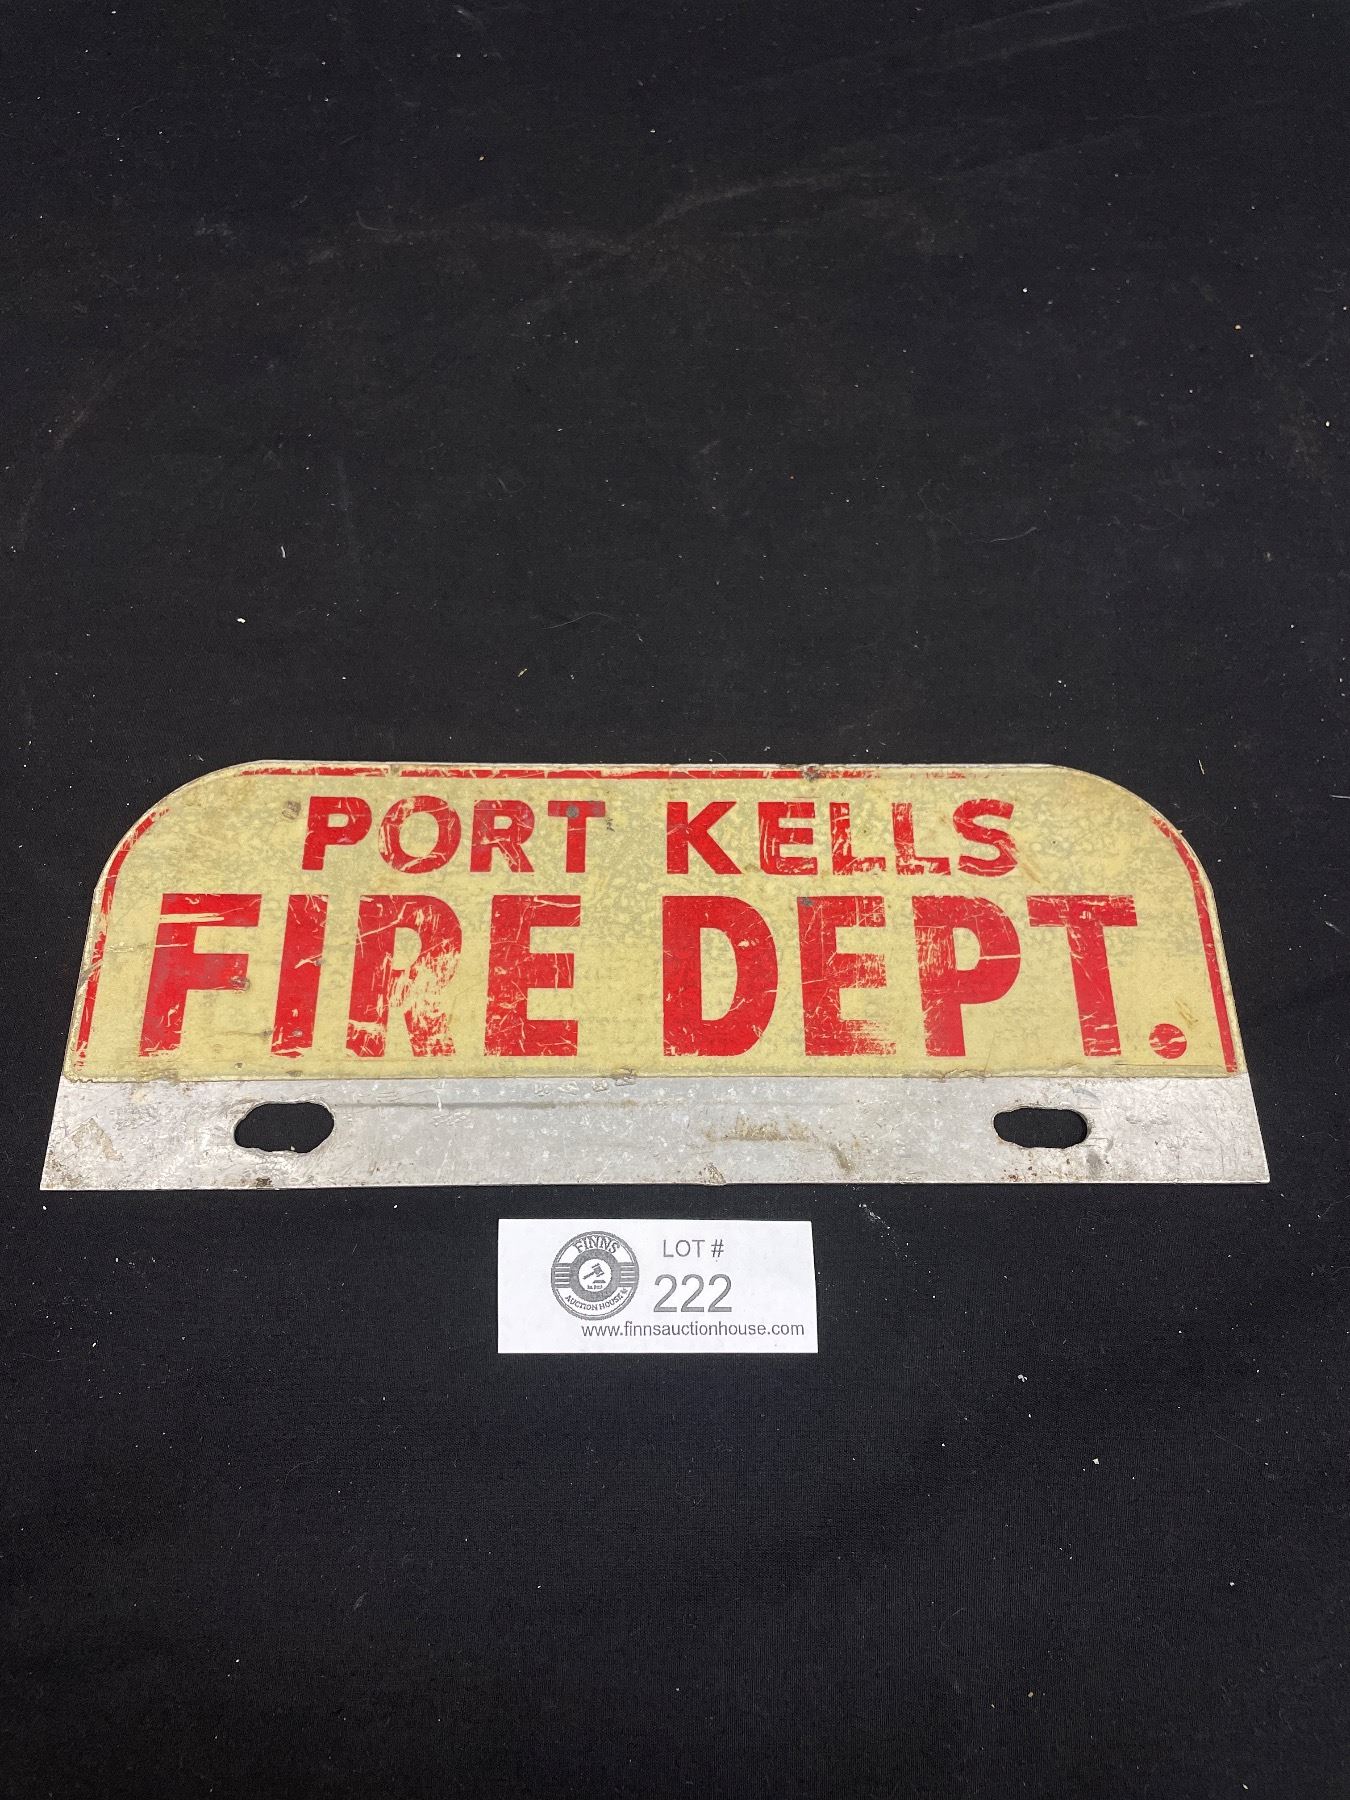 PORT KELLS
FIRE DEPT.
FINNS
AUCTION HOUSE
LOT #
222
www.finnsauctionhouse.com